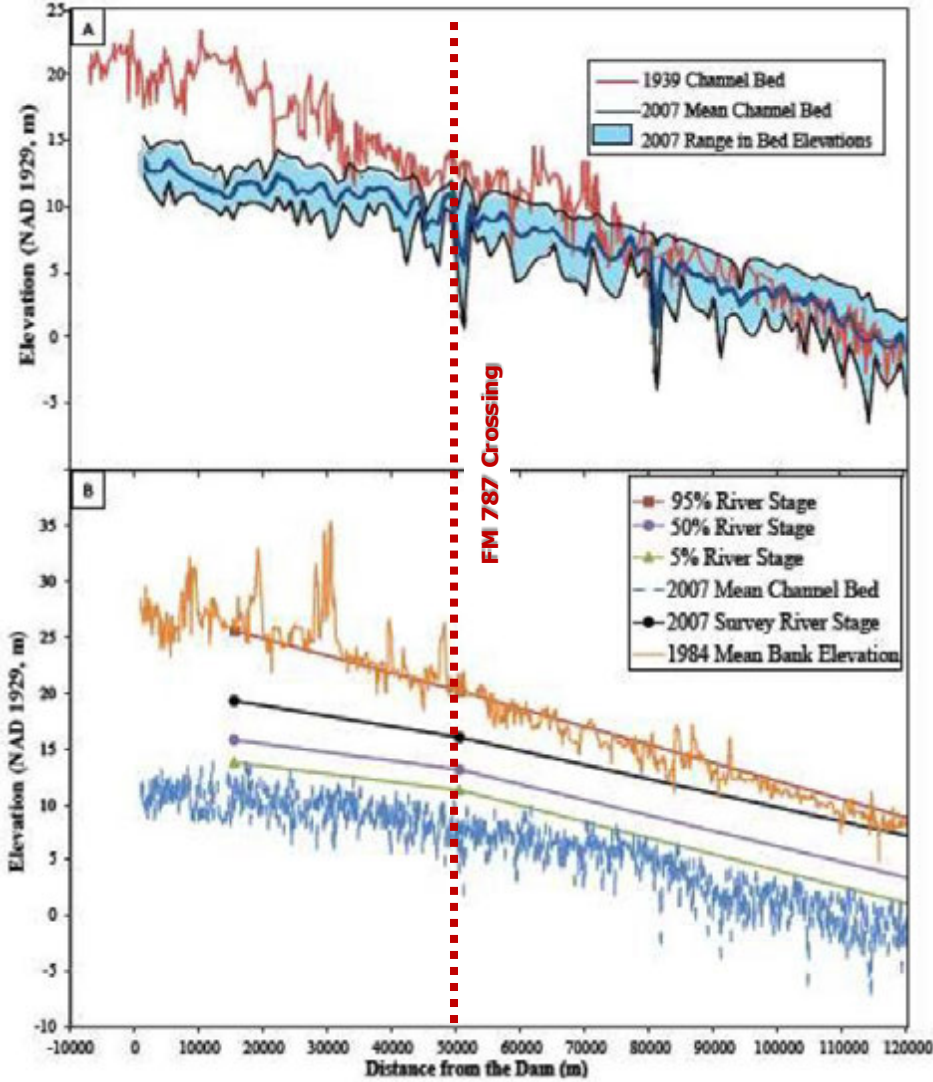 A
25
20
15
10
5
0
-5
Elevation (NAD 1929, m)
1939 Channel Bed
2007 Mean Channel Bed
2007 Range in Bed Elevations
FM 787 Crossing
B
35
30
25
20
15
10
5
0
-5
-10
Elevation (NAD 1929, m)
95% River Stage
50% River Stage
5% River Stage
2007 Mean Channel Bed
2007 Survey River Stage
1984 Mean Bank Elevation
-10000 0 10000 20000 30000 40000 50000 60000 70000 80000 90000 100000 110000 120000
Distance from the Dam (m)